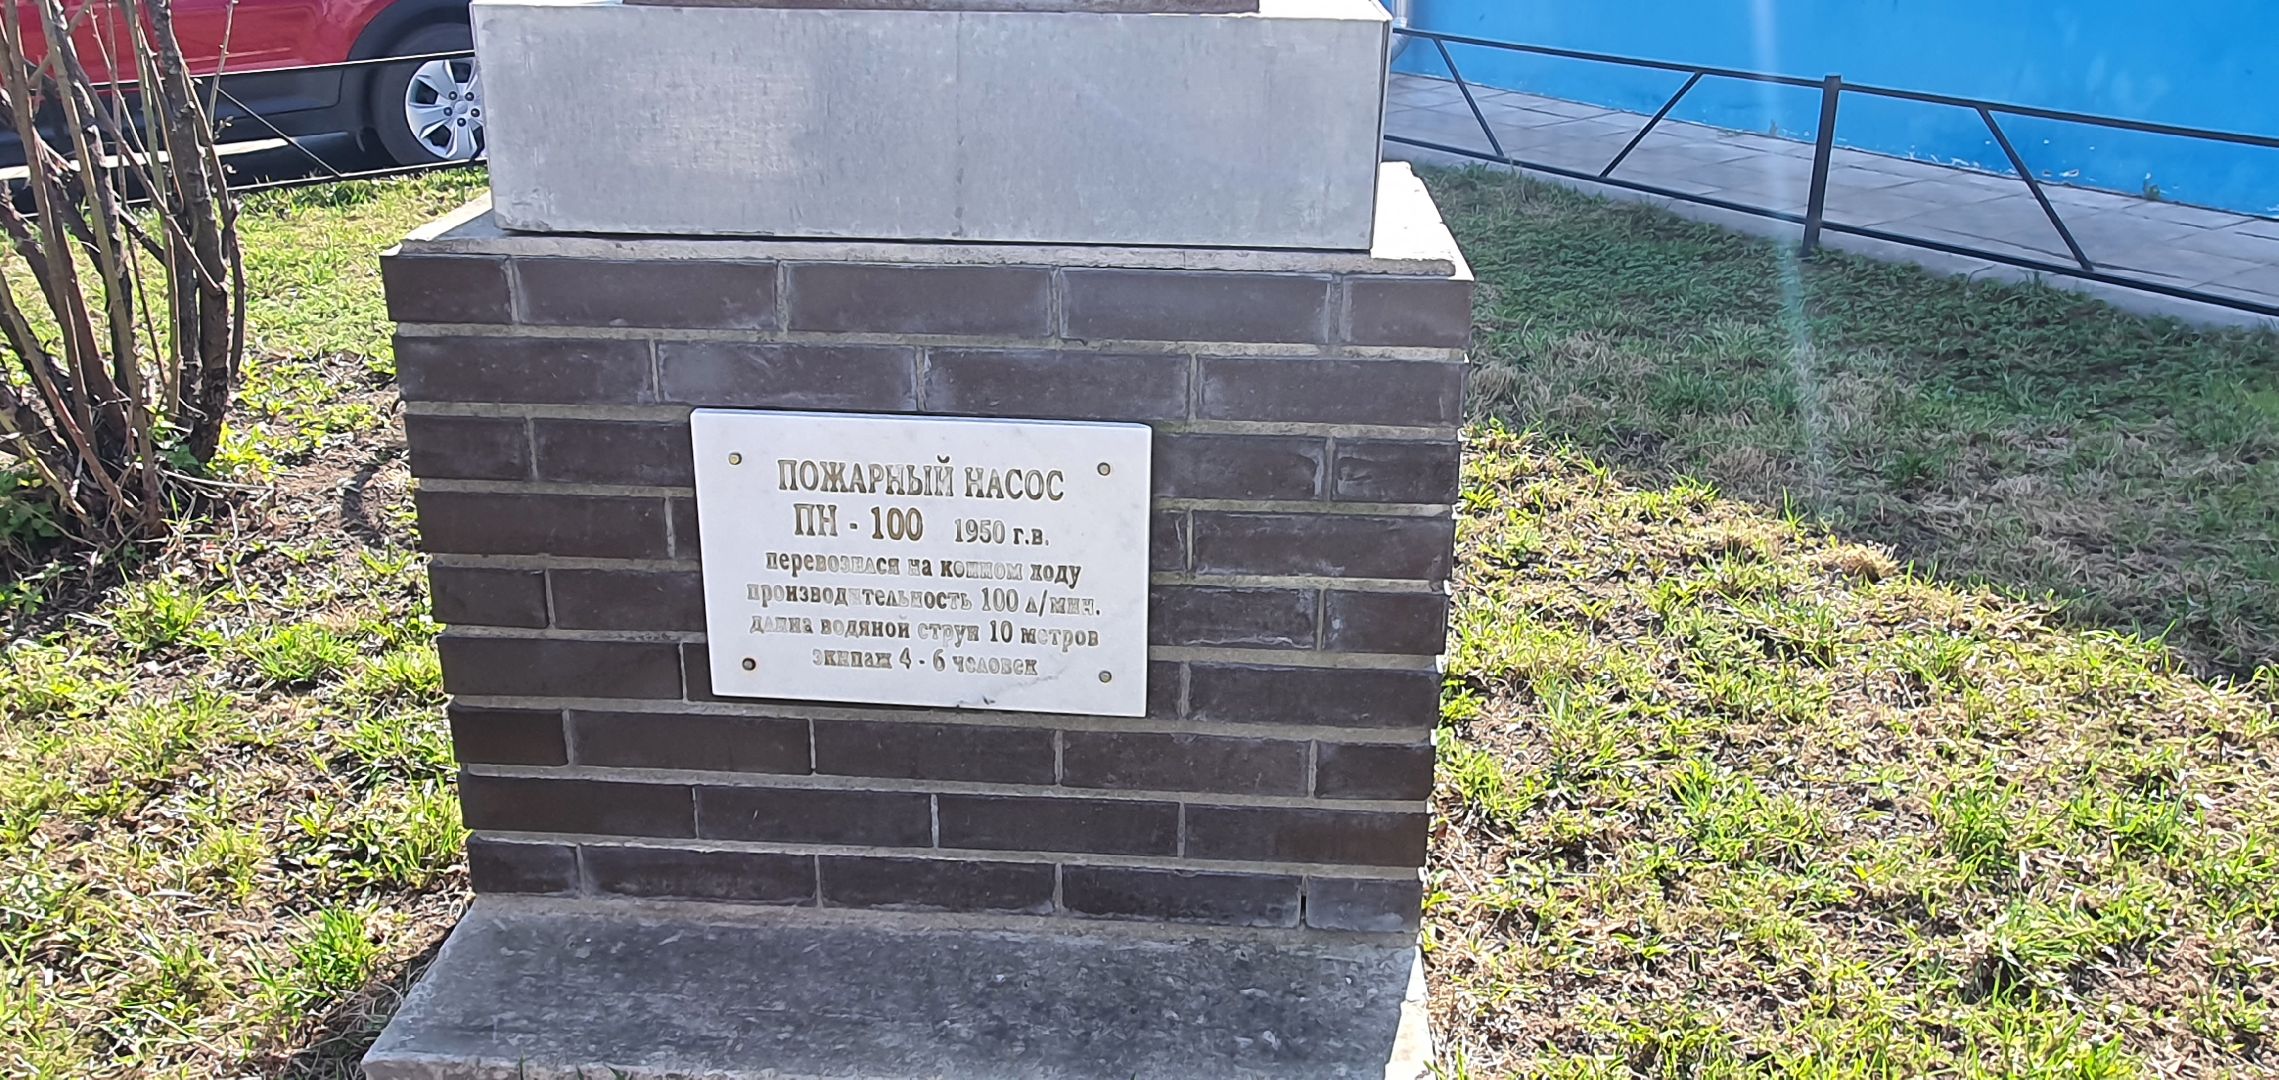 ПОЖАРНЫЙ НАСОС
ПН - 100 1950 г.в.
перевозился на конном ходу
производительность 100 л/мин.
длина водяной струи 10 метров
экипаж 4 - 6 человек